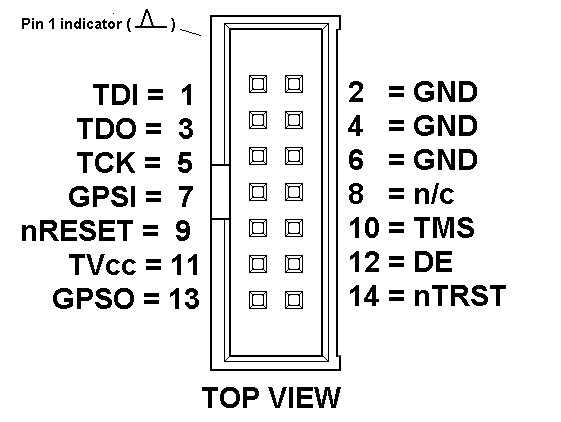 Pin 1 indicator ( )
TDI = 1
2 = GND
TDO = 3
4 = GND
TCK = 5
6 = GND
GPSI = 7
8 = n/c
nRESET = 9
10 = TMS
TVcc = 11
12 = DE
GPSO = 13
14 = nTRST
TOP VIEW